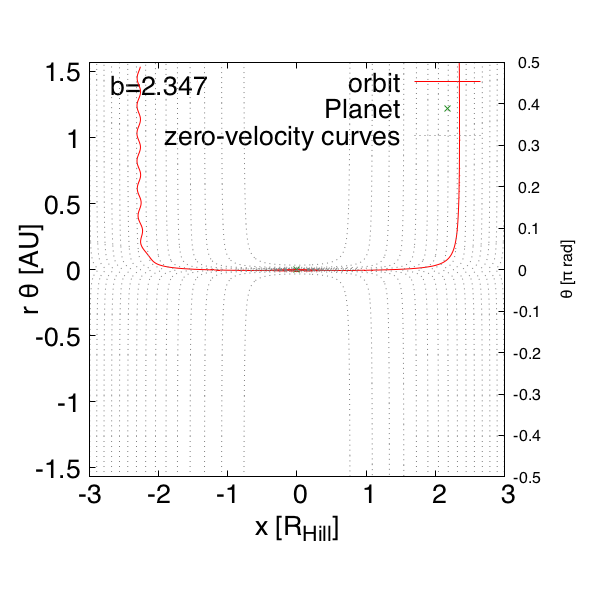 b=2.347
orbit
Planet
zero-velocity curves
r θ [AU]
1.5
1
0.5
0
-0.5
-1
-1.5
0.5
0.4
0.3
0.2
0.1
0
-0.1
-0.2
-0.3
-0.4
-0.5
θ [π rad]
-3 -2 -1 0 1 2 3
x [R_Hill]